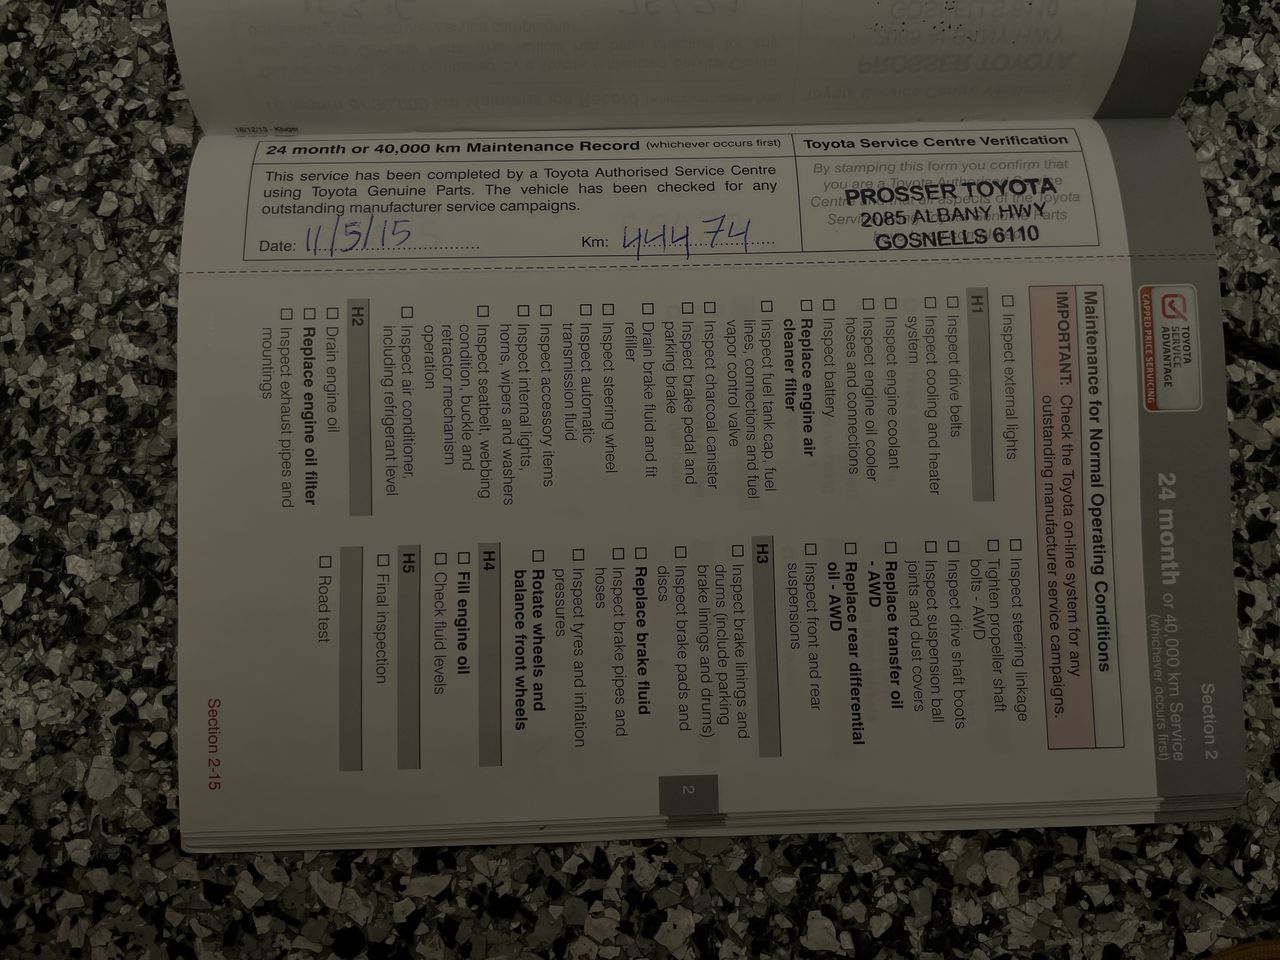 16/12/13 - Kluger
24 month or 40,000 km Maintenance Record (whichever occurs first)
This service has been completed by a Toyota Authorised Service Centre
using Toyota Genuine Parts. The vehicle has been checked for any
outstanding manufacturer service campaigns.
Date: 11/5/15
Km: 44474
Toyota Service Centre Verification
By stamping this form you confirm that
you are a Toyota Authorised Service
PROSSER TOYOTA
2085 ALBANY HWY
GOSNELLS 6110
Section 2
24 month or 40,000 km Service
(whichever occurs first)
TOYOTA
SERVICE
ADVANTAGE
CAPPED PRICE SERVICING
Maintenance for Normal Operating Conditions
IMPORTANT: Check the Toyota on-line system for any
outstanding manufacturer service campaigns.
☐ Inspect external lights
H1
☐ Inspect drive belts
☐ Inspect cooling and heater
system
☐ Inspect engine coolant
☐ Inspect engine oil cooler
hoses and connections
☐ Inspect battery
☐ Replace engine air
cleaner filter
☐ Inspect fuel tank cap, fuel
lines, connections and fuel
vapor control valve
☐ Inspect charcoal canister
☐ Inspect brake pedal and
parking brake
☐ Drain brake fluid and fit
refiller
☐ Inspect steering wheel
☐ Inspect automatic
transmission fluid
☐ Inspect accessory items
☐ Inspect internal lights,
horns, wipers and washers
☐ Inspect seatbelt, webbing
condition, buckle and
retractor mechanism
operation
☐ Inspect air conditioner,
including refrigerant level
H2
☐ Drain engine oil
☐ Replace engine oil filter
☐ Inspect exhaust pipes and
mountings
☐ Inspect steering linkage
☐ Tighten propeller shaft
bolts - AWD
☐ Inspect drive shaft boots
☐ Inspect suspension ball
joints and dust covers
☐ Replace transfer oil
- AWD
☐ Replace rear differential
oil - AWD
☐ Inspect front and rear
suspensions
H3
☐ Inspect brake linings and
drums (include parking
brake linings and drums)
☐ Inspect brake pads and
discs
☐ Replace brake fluid
☐ Inspect brake pipes and
hoses
☐ Inspect tyres and inflation
pressures
☐ Rotate wheels and
balance front wheels
H4
☐ Fill engine oil
☐ Check fluid levels
H5
☐ Final inspection
☐ Road test
2
Section 2-15